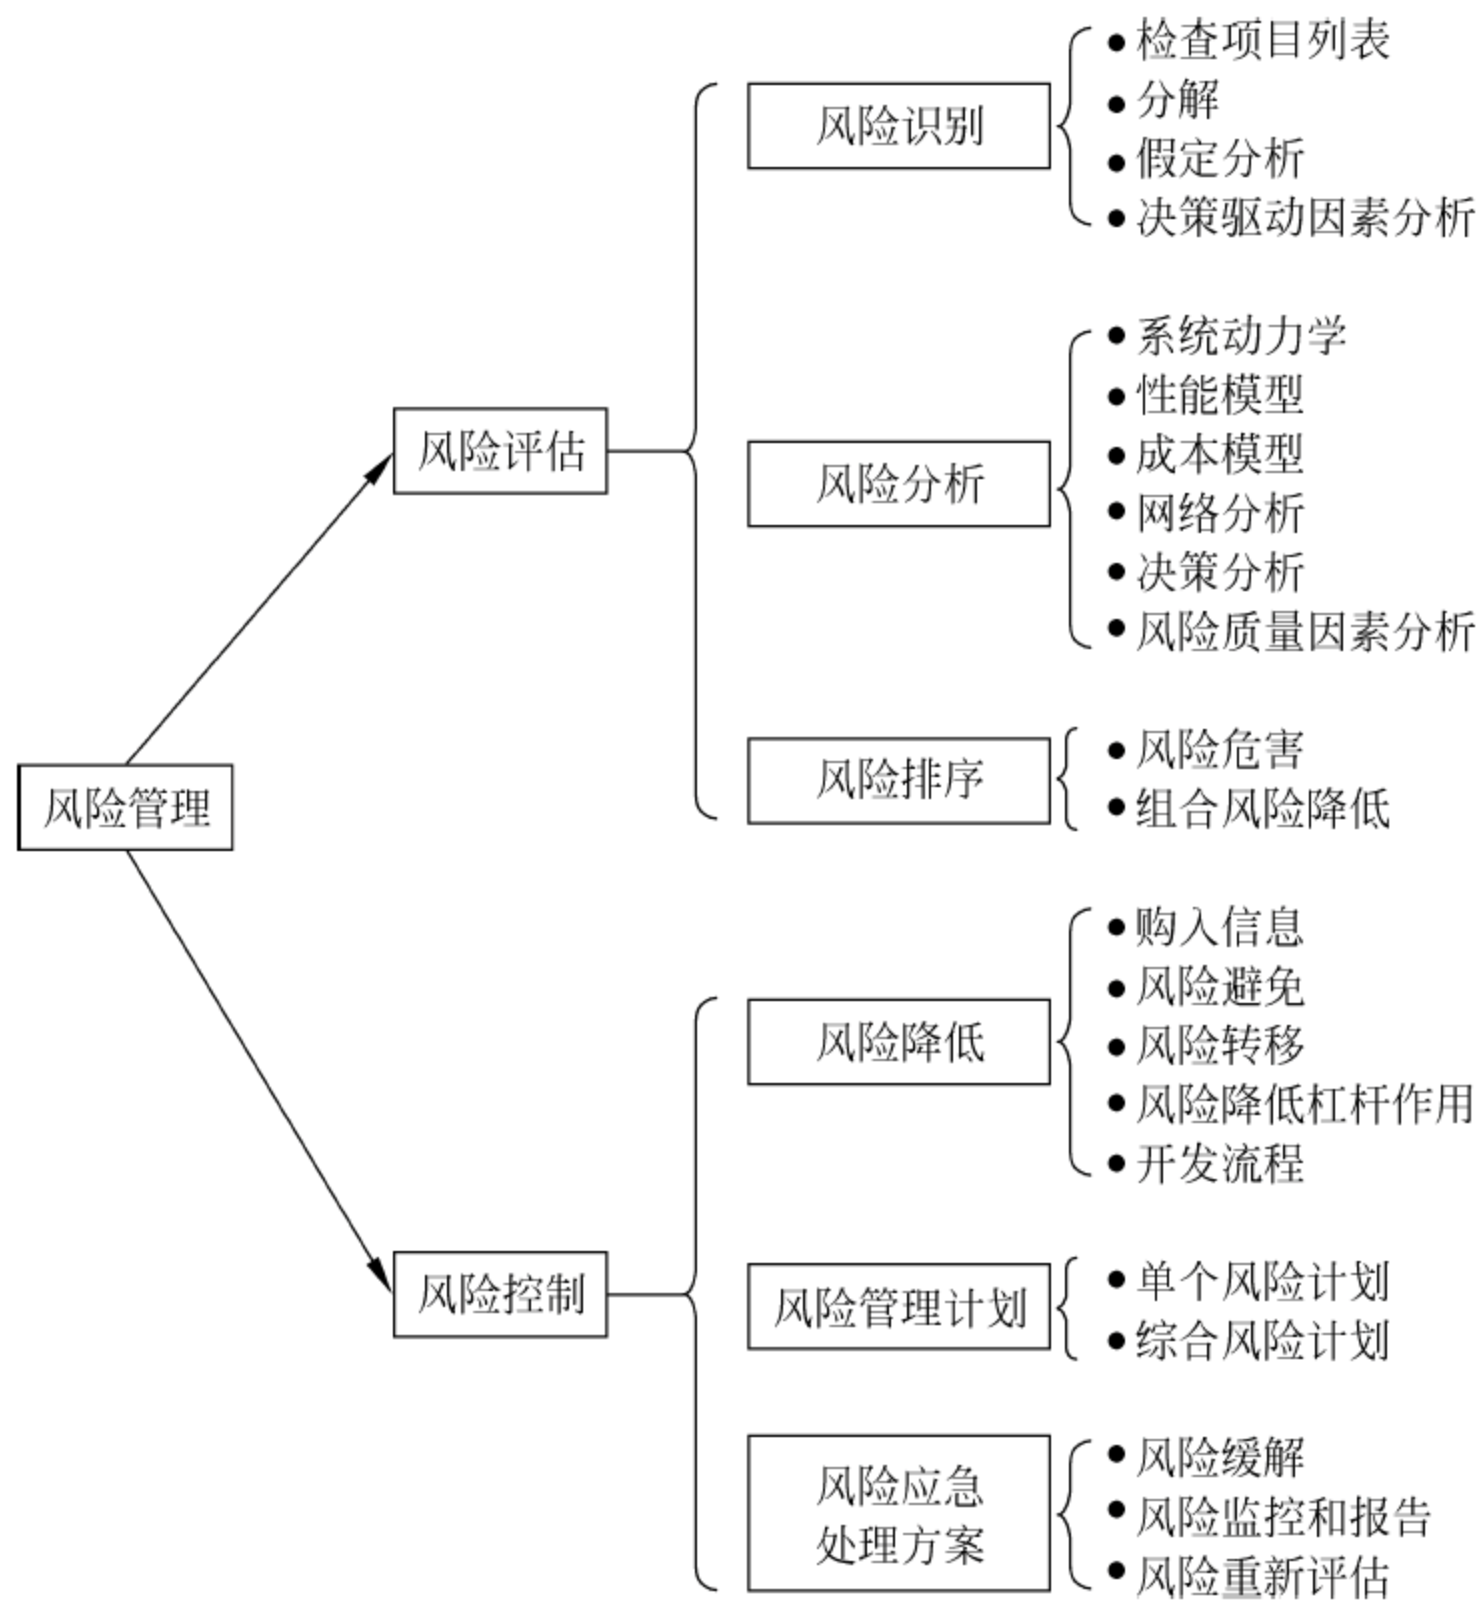 风险管理
风险评估
风险识别
● 检查项目列表
● 分解
● 假定分析
● 决策驱动因素分析
风险分析
● 系统动力学
● 性能模型
● 成本模型
● 网络分析
● 决策分析
● 风险质量因素分析
风险排序
● 风险危害
● 组合风险降低
风险控制
风险降低
● 购入信息
● 风险避免
● 风险转移
● 风险降低杠杆作用
● 开发流程
风险管理计划
● 单个风险计划
● 综合风险计划
风险应急
处理方案
● 风险缓解
● 风险监控和报告
● 风险重新评估